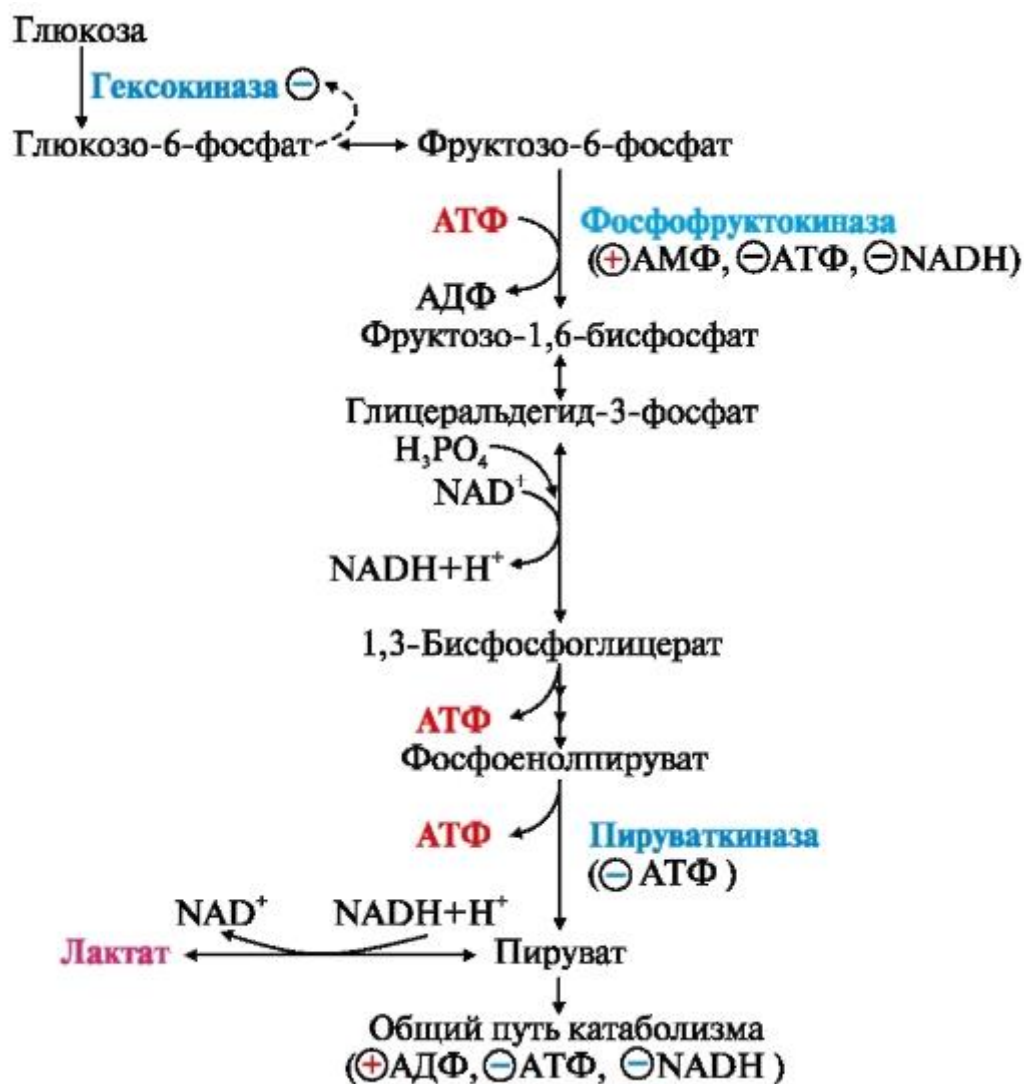 Глюкоза
Гексокиназа ⊖
Глюкозо-6-фосфат Фруктозо-6-фосфат
АТФ Фосфофруктокиназа
(⊕АМФ, ⊖АТФ, ⊖NADH)
АДФ
Фруктозо-1,6-бисфосфат
Глицеральдегид-3-фосфат
H₃PO₄
NAD⁺
NADH+H⁺
1,3-Бисфосфоглицерат
АТФ
Фосфоенолпируват
АТФ Пируваткиназа
(⊖ АТФ )
NAD⁺ NADH+H⁺
Лактат Пируват
Общий путь катаболизма
(⊕АДФ, ⊖АТФ, ⊖NADH )